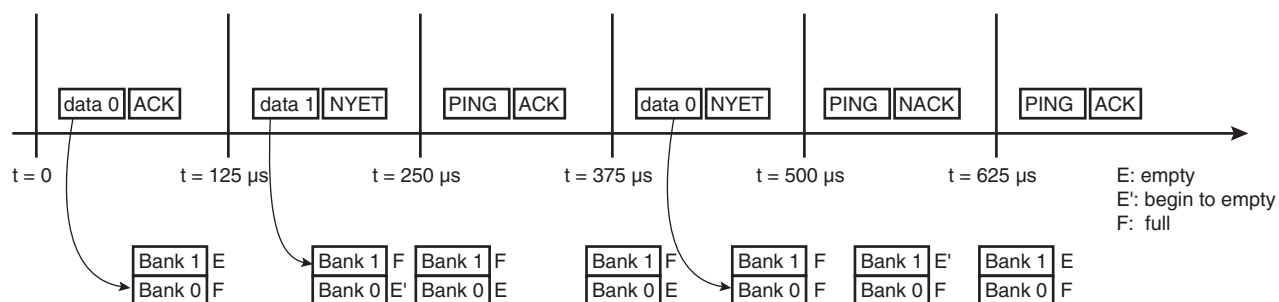 data 0 ACK data 1 NYET PING ACK data 0 NYET PING NACK PING ACK
t = 0 t = 125 μs t = 250 μs t = 375 μs t = 500 μs t = 625 μs
E: empty
E': begin to empty
F: full
Bank 1 E Bank 1 F Bank 1 F Bank 1 F Bank 1 F Bank 1 E' Bank 1 E
Bank 0 F Bank 0 E' Bank 0 E Bank 0 E Bank 0 F Bank 0 F Bank 0 F